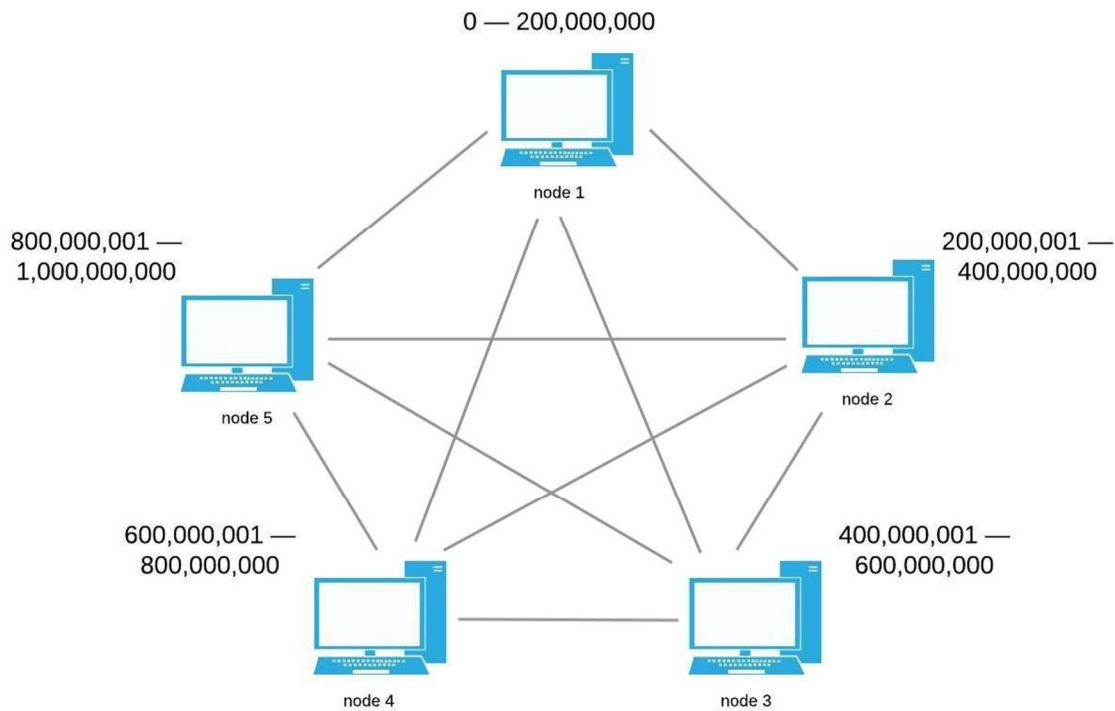 0 — 200,000,000
node 1
800,000,001 —
1,000,000,000
node 5
200,000,001 —
400,000,000
node 2
600,000,001 —
800,000,000
node 4
400,000,001 —
600,000,000
node 3